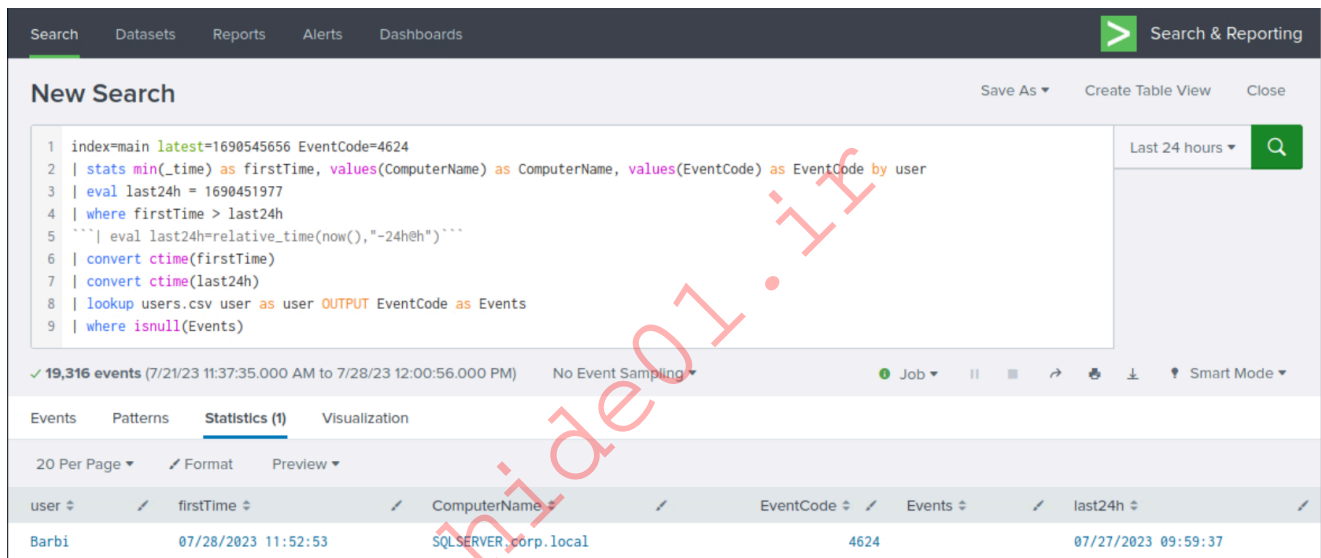 Search Datasets Reports Alerts Dashboards Search & Reporting
New Search Save As Create Table View Close
1 index=main latest=1690545656 EventCode=4624 Last 24 hours
2 | stats min(_time) as firstTime, values(ComputerName) as ComputerName, values(EventCode) as EventCode by user
3 | eval last24h = 1690451977
4 | where firstTime > last24h
5 ```| eval last24h=relative_time(now(),"-24h@h")```
6 | convert ctime(firstTime)
7 | convert ctime(last24h)
8 | lookup users.csv user as user OUTPUT EventCode as Events
9 | where isnull(Events)
19,316 events (7/21/23 11:37:35.000 AM to 7/28/23 12:00:56.000 PM) No Event Sampling Job Smart Mode
Events Patterns Statistics (1) Visualization
20 Per Page Format Preview
user firstTime ComputerName EventCode Events last24h
Barbi 07/28/2023 11:52:53 SQLSERVER.corp.local 4624 07/27/2023 09:59:37
hide01.ir